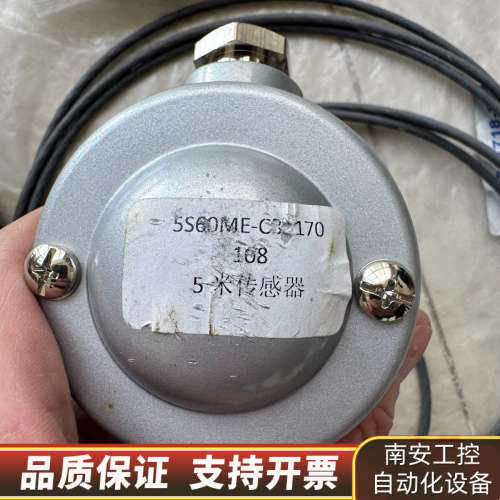 5S60ME-C8.2170
108
5-米传感器
品质保证 支持开票
南安工控
自动化设备